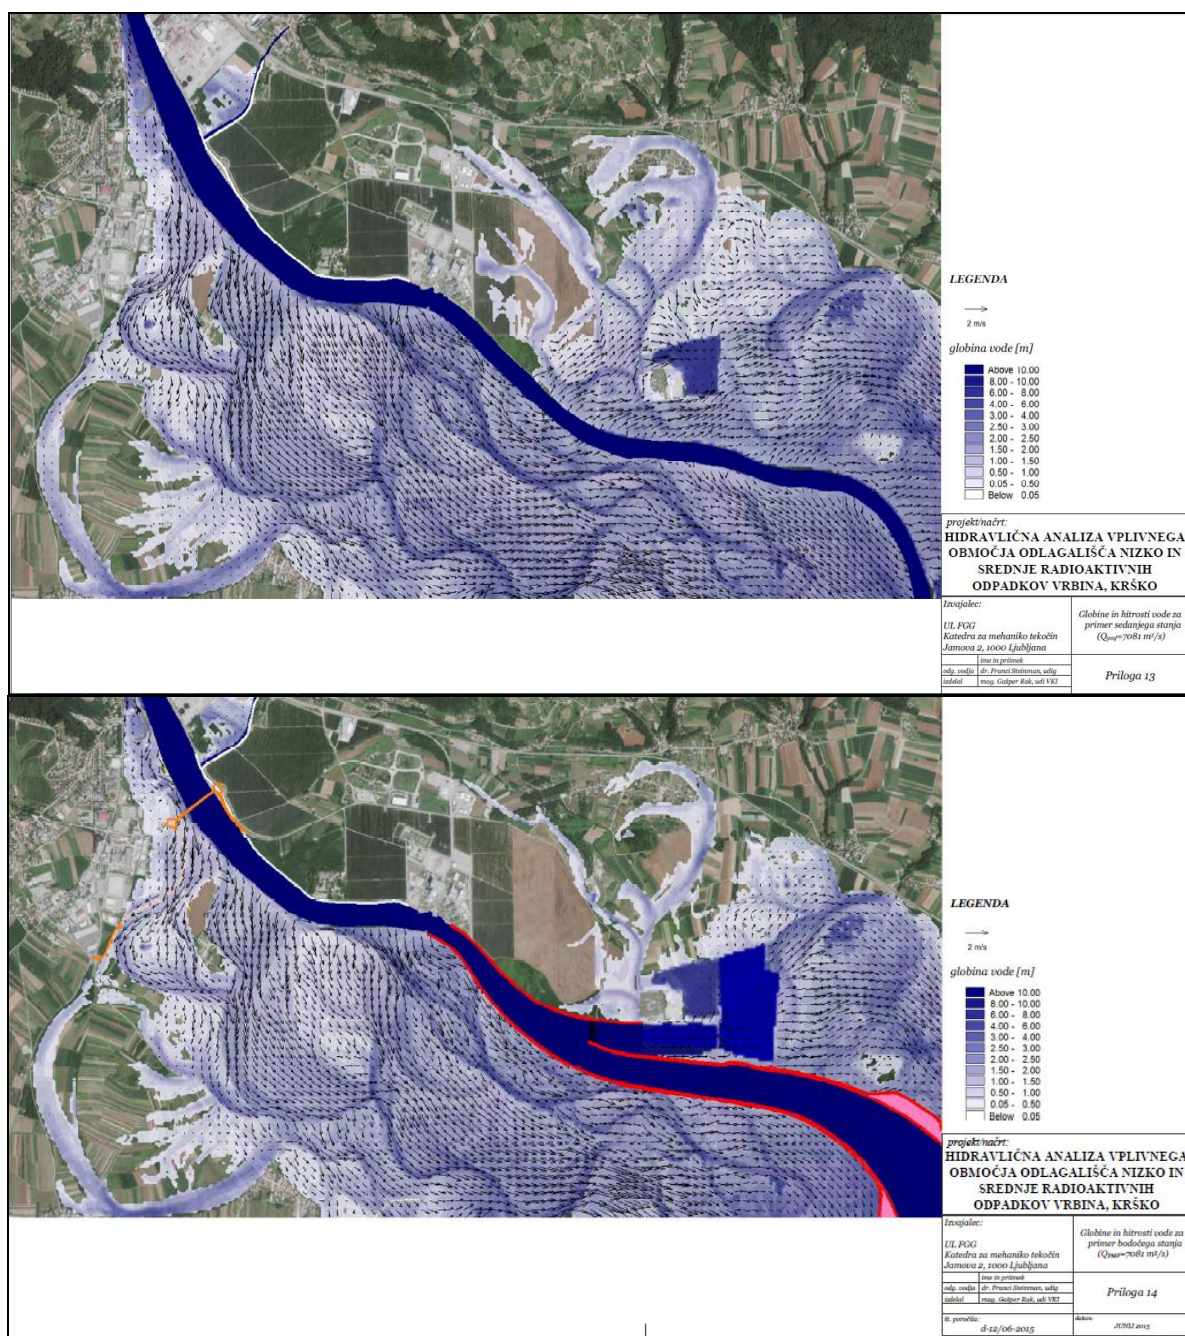 LEGENDA
2 m/s
globina vode [m]
Above 10.00
8.00 - 10.00
6.00 - 8.00
4.00 - 6.00
3.00 - 4.00
2.50 - 3.00
2.00 - 2.50
1.50 - 2.00
1.00 - 1.50
0.50 - 1.00
0.05 - 0.50
Below 0.05
projekt/načrt:
HIDRAVLIČNA ANALIZA VPLIVNEGA
OBMOČJA ODLAGALIŠČA NIZKO IN
SREDNJE RADIOAKTIVNIH
ODPADKOV VRBINA, KRŠKO
Izvajalec:
UL FGG
Katedra za mehaniko tekočin
Jamova 2, 1000 Ljubljana
Globine in hitrosti vode za
primer sedanjega stanja
(Qpmf=7081 m³/s)
ime in priimek
odg. vodja dr. Franci Steinman, udig
izdelal mag. Gašper Rak, udi VKI
Priloga 13
LEGENDA
2 m/s
globina vode [m]
Above 10.00
8.00 - 10.00
6.00 - 8.00
4.00 - 6.00
3.00 - 4.00
2.50 - 3.00
2.00 - 2.50
1.50 - 2.00
1.00 - 1.50
0.50 - 1.00
0.05 - 0.50
Below 0.05
projekt/načrt:
HIDRAVLIČNA ANALIZA VPLIVNEGA
OBMOČJA ODLAGALIŠČA NIZKO IN
SREDNJE RADIOAKTIVNIH
ODPADKOV VRBINA, KRŠKO
Izvajalec:
UL FGG
Katedra za mehaniko tekočin
Jamova 2, 1000 Ljubljana
Globine in hitrosti vode za
primer bodočega stanja
(QPMF=7081 m³/s)
ime in priimek
odg. vodja dr. Franci Steinman, udig
izdelal mag. Gašper Rak, udi VKI
Priloga 14
št. poročila:
d-12/06-2015
datum:
JUNIJ 2015